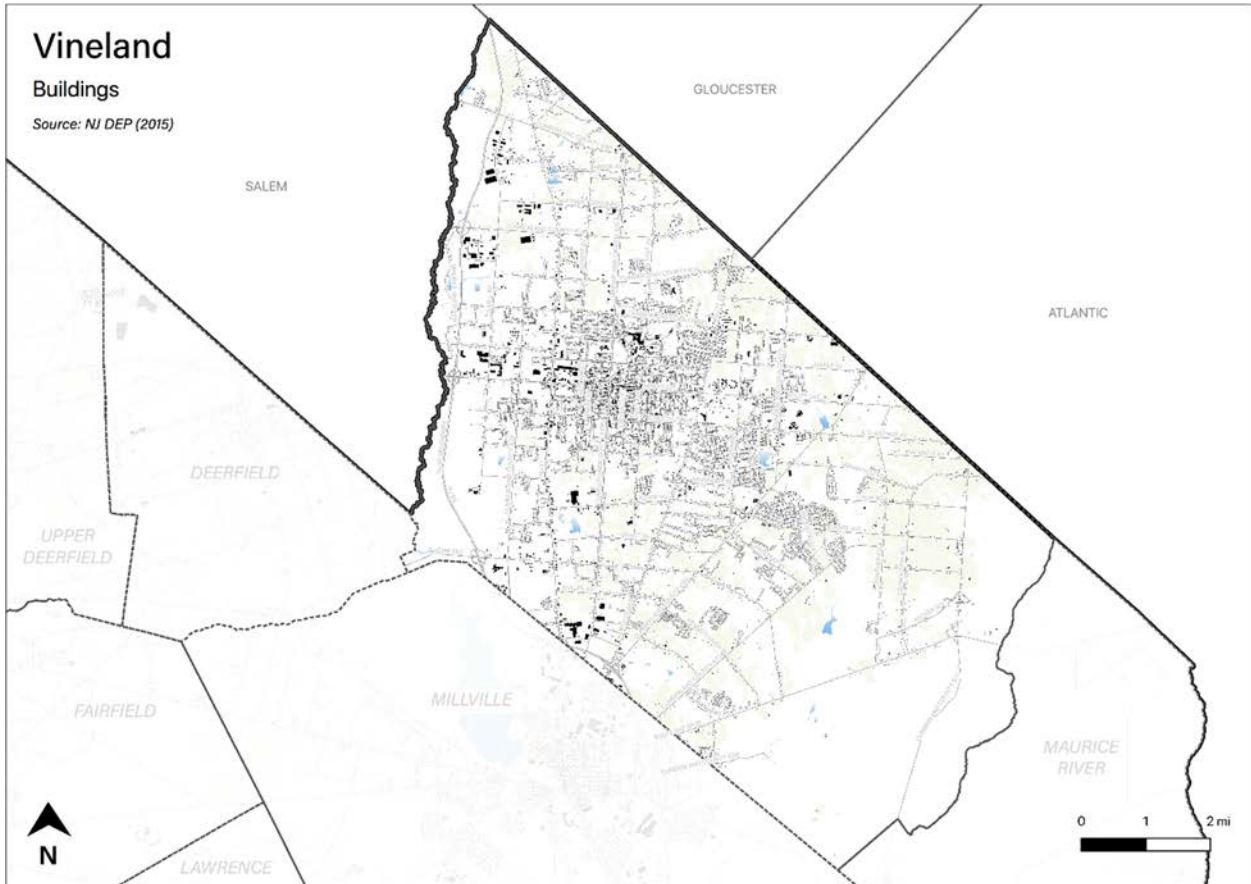 Vineland
Buildings
Source: NJ DEP (2015)
GLOUCESTER
SALEM
ATLANTIC
DEERFIELD
UPPER
DEERFIELD
FAIRFIELD
MILLVILLE
MAURICE
RIVER
LAWRENCE
N
0 1 2 mi